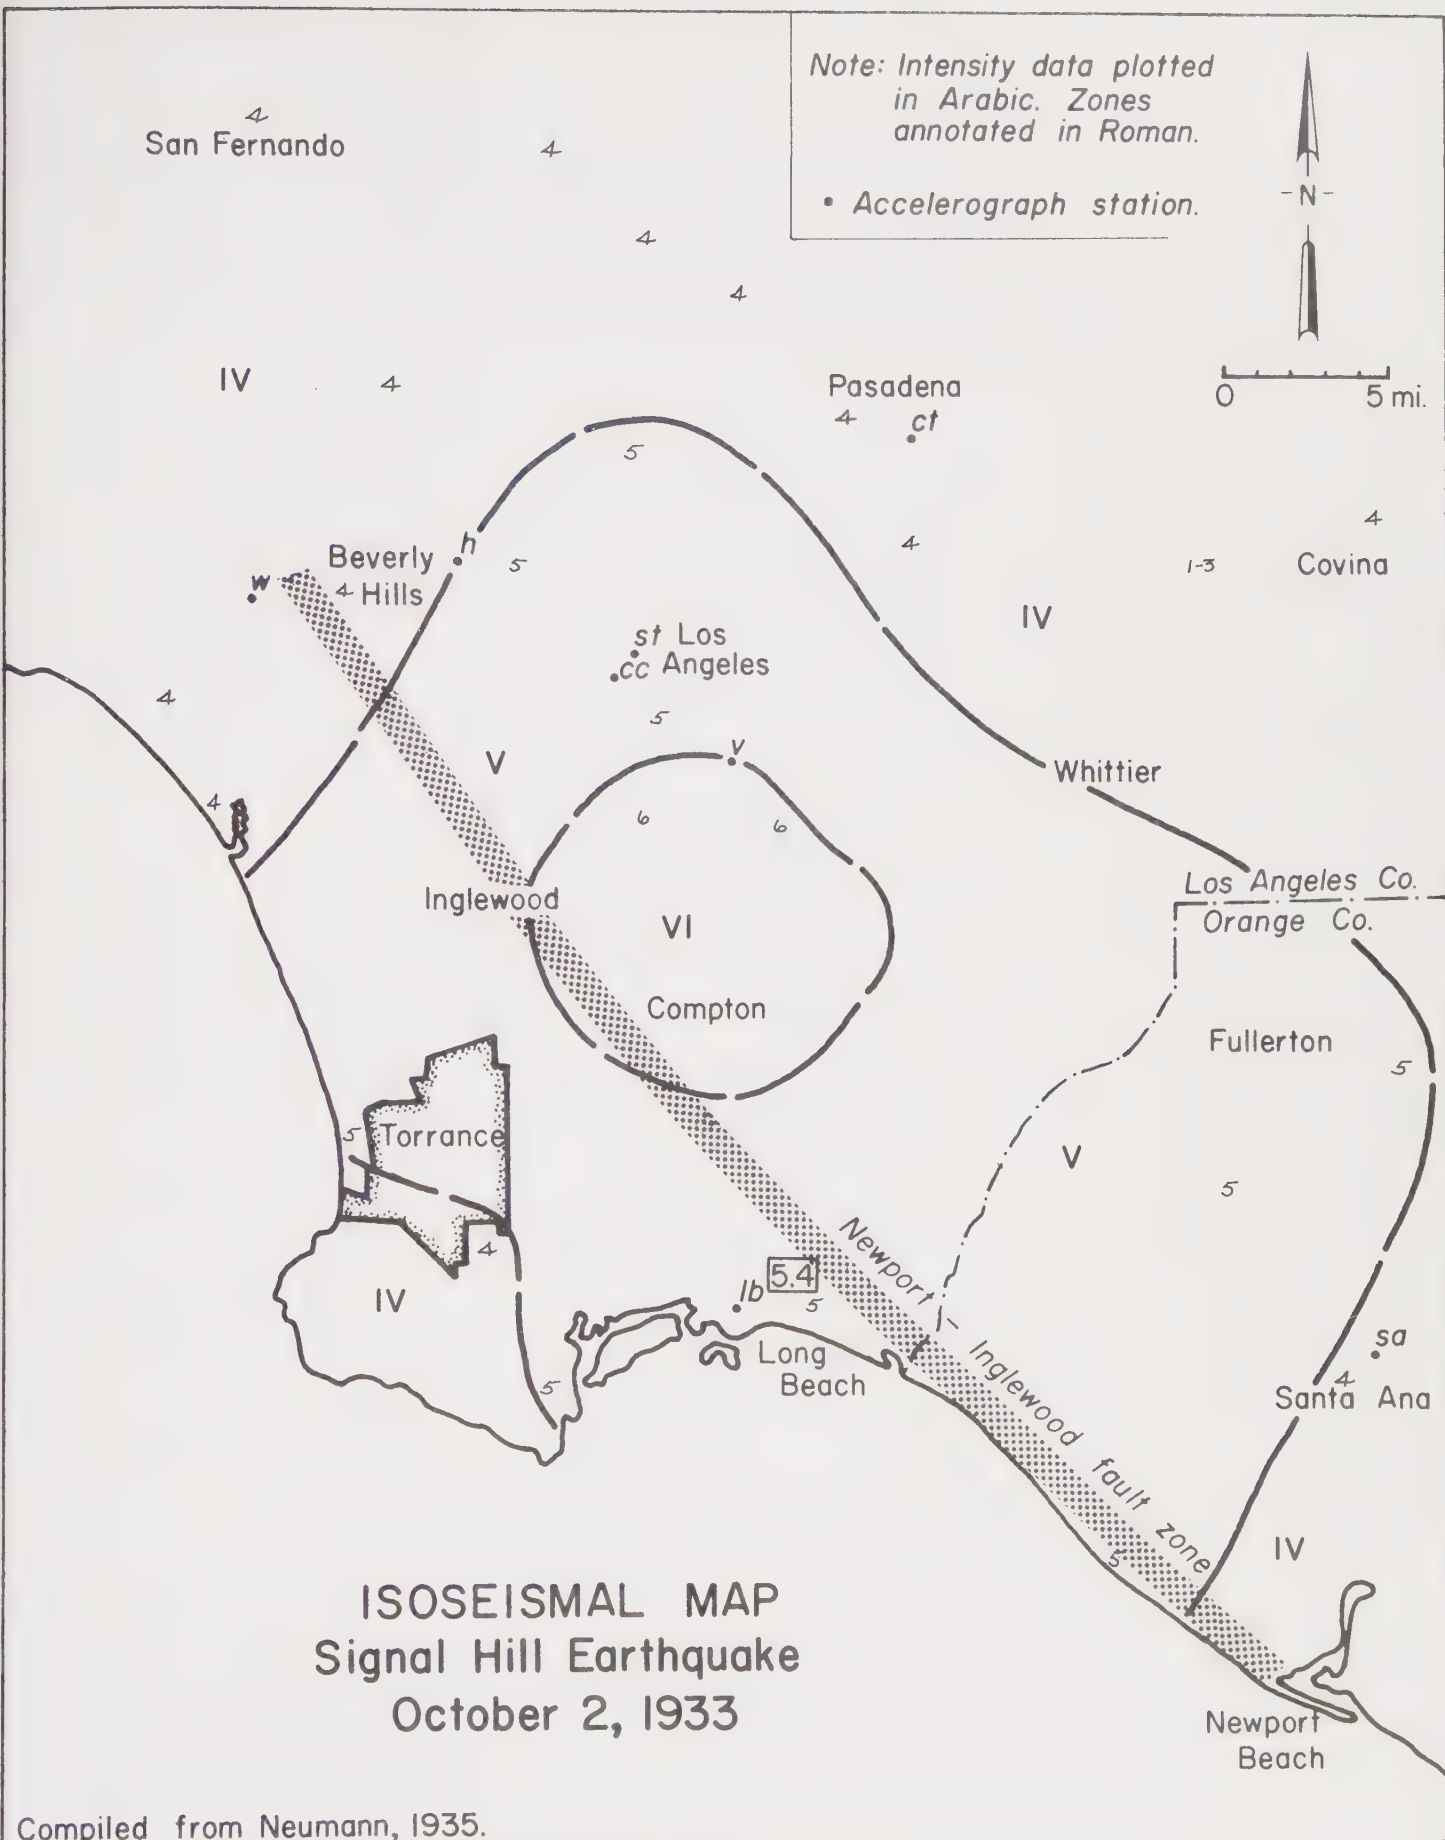 Note: Intensity data plotted
in Arabic. Zones
annotated in Roman.
• Accelerograph station.
-N-
0 5 mi.
4
San Fernando
4
4
4
IV
4
Pasadena
4 ct
5
4
4
1-3 Covina
h
Beverly
4 Hills
w
5
IV
st Los
cc Angeles
4
5
V
v
Whittier
4
6
6
Los Angeles Co.
Orange Co.
Inglewood
VI
Compton
Fullerton
5
5 Torrance
V
5
4
IV
Newport - Inglewood fault zone
5.4
lb
5
Long
Beach
5
sa
4
Santa Ana
5
IV
ISOSEISMAL MAP
Signal Hill Earthquake
October 2, 1933
Newport
Beach
Compiled from Neumann, 1935.